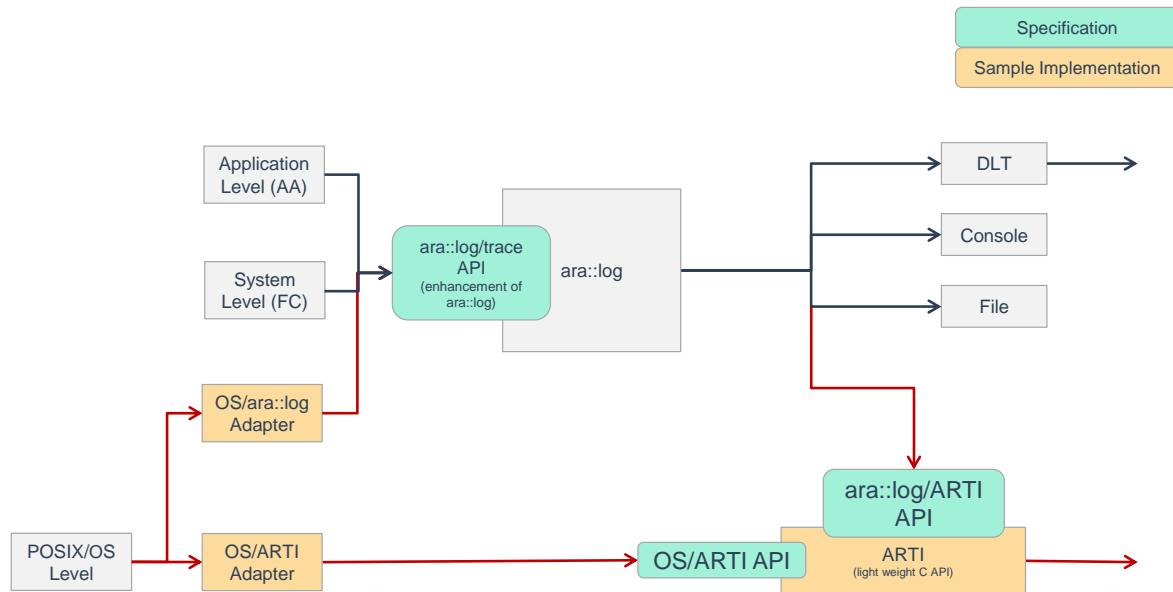 Specification
Sample Implementation
Application
Level (AA)
DLT
ara::log/trace
API
(enhancement of
ara::log)
ara::log
Console
System
Level (FC)
File
OS/ara::log
Adapter
ara::log/ARTI
API
POSIX/OS
Level
OS/ARTI
Adapter
OS/ARTI API
ARTI
(light weight C API)